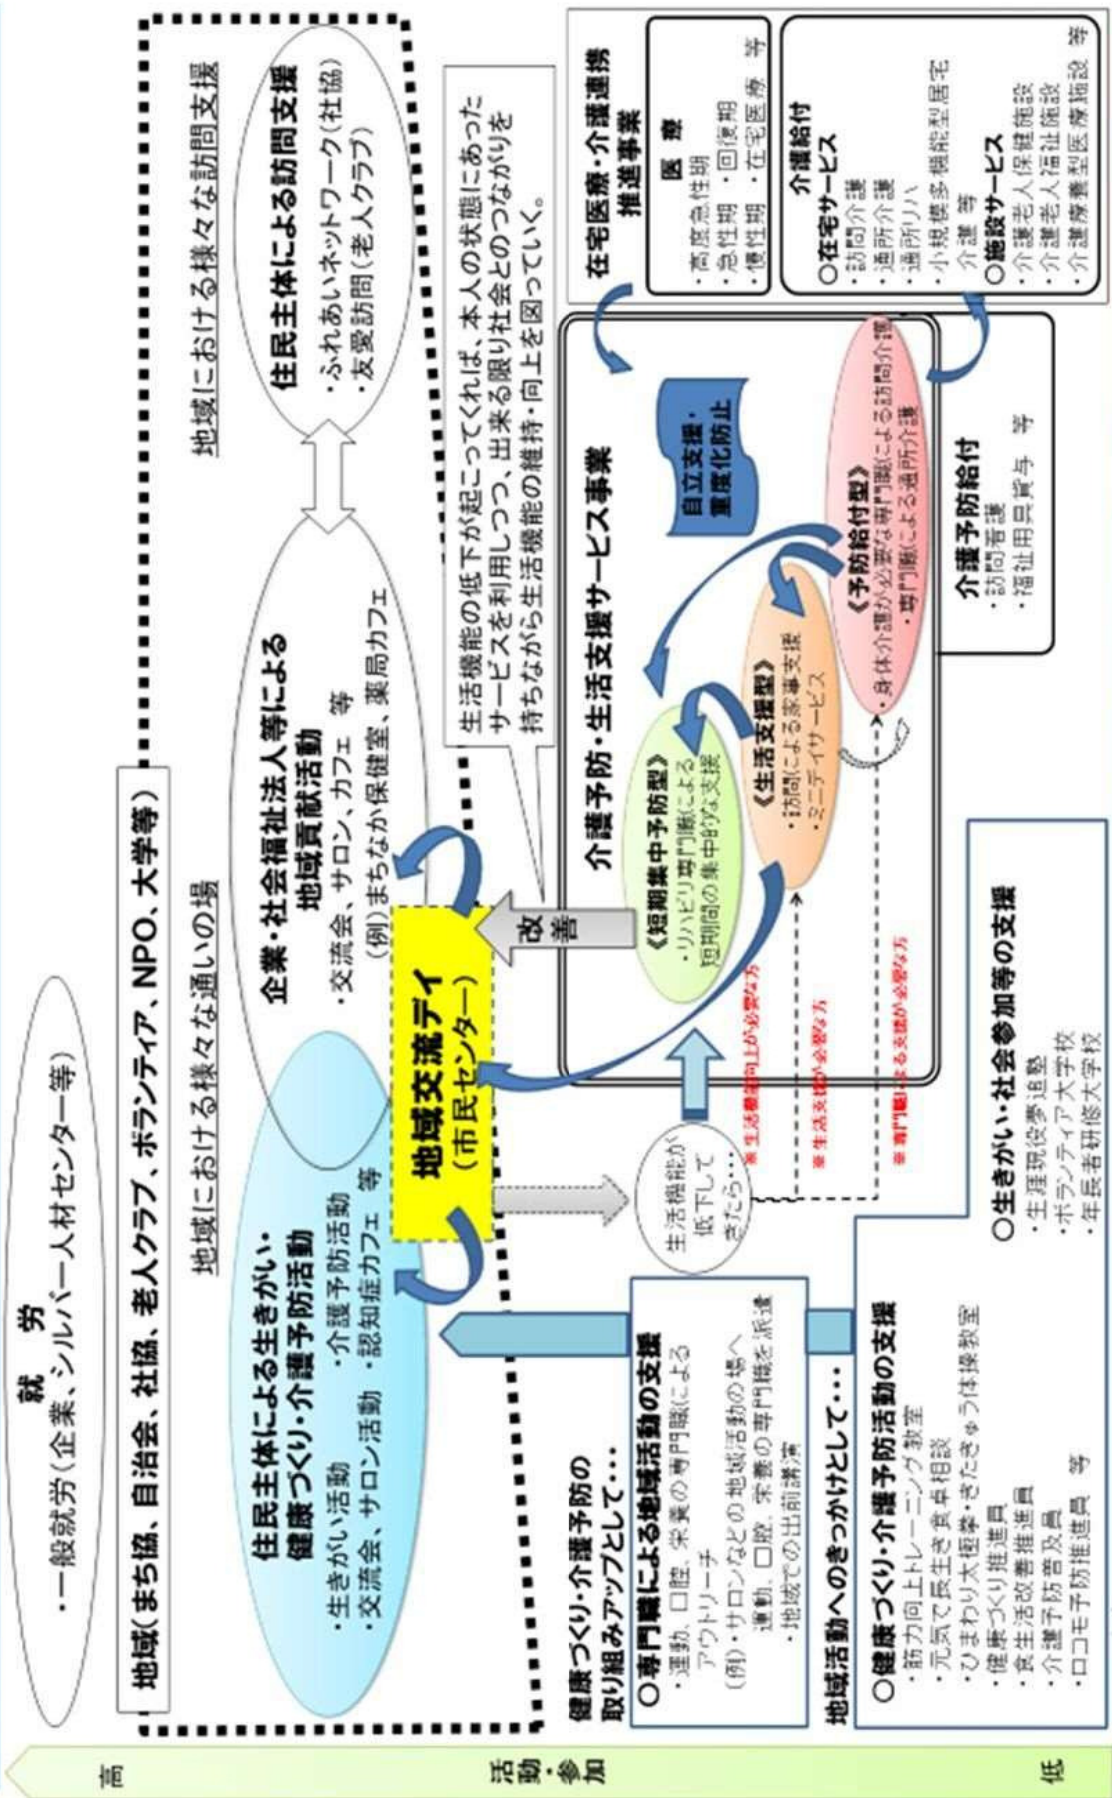 就　労
・一般就労（企業、シルバー人材センター等）
地域（まち協、自治会、社協、老人クラブ、ボランティア、NPO、大学等）
地域における様々な通いの場
地域における様々な訪問支援
住民主体による生きがい・
健康づくり・介護予防活動
・生きがい活動　・介護予防活動
・交流会、サロン活動　・認知症カフェ　等
企業・社会福祉法人等による
地域貢献活動
・交流会、サロン、カフェ　等
（例）まちなか保健室、薬局カフェ
住民主体による訪問支援
・ふれあいネットワーク（社協）
・友愛訪問（老人クラブ）
地域交流デイ
（市民センター）
生活機能の低下が起こってくれば、本人の状態にあった
サービスを利用しつつ、出来る限り社会とのつながりを
持ちながら生活機能の維持・向上を図っていく。
改善
健康づくり・介護予防の
取り組みアップとして・・・
〇専門職による地域活動の支援
・運動、口腔、栄養の専門職による
アウトリーチ
（例）・サロンなどの地域活動の場へ
運動、口腔、栄養の専門職を派遣
・地域での出前講演
生活機能が
低下して
きたら…
※生活機能向上が必要な方
※生活支援が必要な方
※専門職による支援が必要な方
介護予防・生活支援サービス事業
《短期集中予防型》
・リハビリ専門職による
短期間の集中的な支援
《生活支援型》
・訪問による家事支援
・ミニデイサービス
《予防給付型》
・身体介護が必要な専門職による訪問介護
・専門職による通所介護
自立支援・
重度化防止
在宅医療・介護連携
推進事業
医　療
・高度急性期
・急性期　・回復期
・慢性期　・在宅医療　等
介護給付
〇在宅サービス
・訪問介護
・通所介護
・通所リハ
・小規模多機能型居宅
介護　等
〇施設サービス
・介護老人保健施設
・介護老人福祉施設
・介護療養型医療施設　等
介護予防給付
・訪問看護
・福祉用具貸与　等
地域活動へのきっかけとして・・・
〇健康づくり・介護予防活動の支援
・筋力向上トレーニング教室
・元気で長生き食卓相談
・ひまわり太極拳・きたきゅう体操教室
・健康づくり推進員
・食生活改善推進員
・介護予防普及員
・ロコモ予防推進員　等
〇生きがい・社会参加等の支援
・生涯現役夢追塾
・ボランティア大学校
・年長者研修大学校
高
活動・参加
低